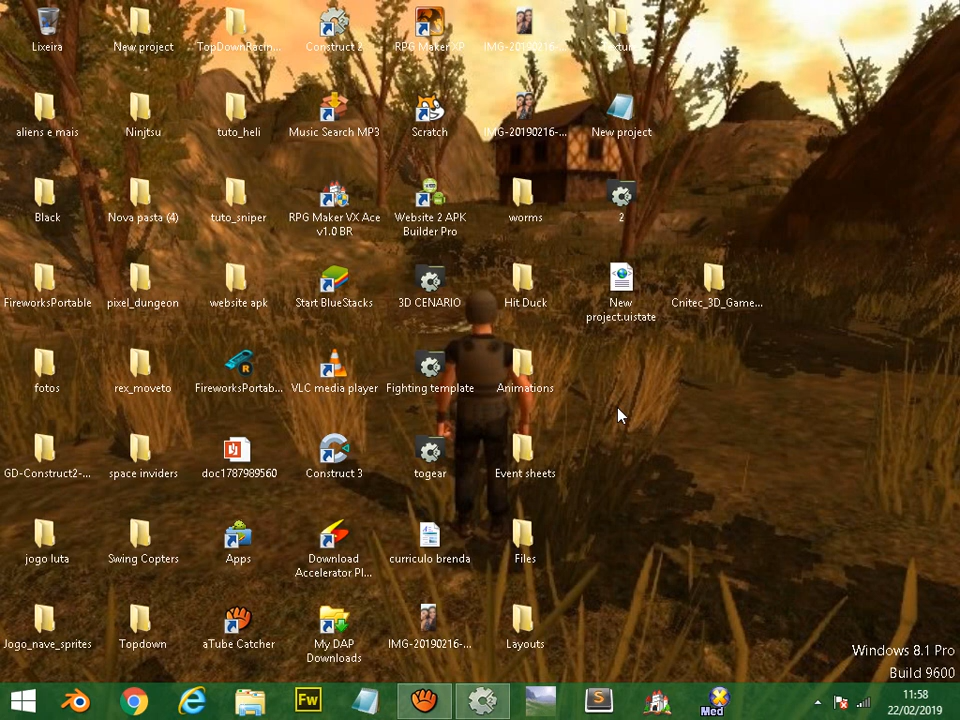 Lixeira
New project
TopDownRacin...
Construct 2
RPG Maker XP
IMG-20190216-...
aliens e mais
Ninjtsu
tuto_heli
Music Search MP3
Scratch
IMG-20190216-...
New project
Black
Nova pasta (4)
tuto_sniper
RPG Maker VX Ace
v1.0 BR
Website 2 APK
Builder Pro
worms
2
FireworksPortable
pixel_dungeon
website apk
Start BlueStacks
3D CENARIO
Hit Duck
New
project.uistate
Cnitec_3D_Game...
fotos
rex_moveto
FireworksPortab...
VLC media player
Fighting template
Animations
GD-Construct2-...
space inviders
doc1787989560
Construct 3
togear
Event sheets
jogo luta
Swing Copters
Apps
Download
Accelerator Pl...
curriculo brenda
Files
Jogo_nave_sprites
Topdown
aTube Catcher
My DAP
Downloads
IMG-20190216-...
Layouts
Windows 8.1 Pro
Build 9600
Fw
S
Med
11:58
22/02/2019